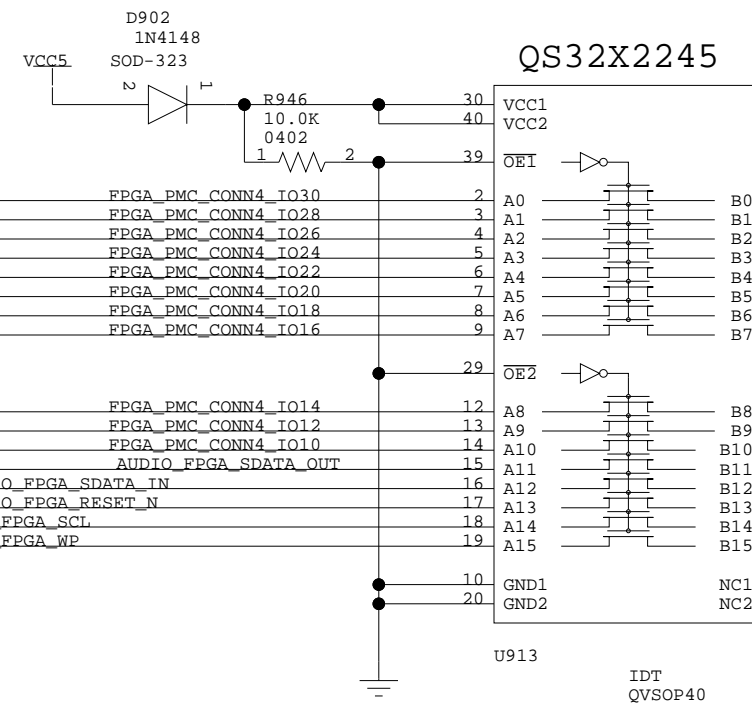 D902
1N4148
VCC5 SOD-323
QS32X2245
2 1
R946
10.0K
0402
1 2
30 VCC1
40 VCC2
39 OE1
FPGA_PMC_CONN4_IO30 2 A0 B0
FPGA_PMC_CONN4_IO28 3 A1 B1
FPGA_PMC_CONN4_IO26 4 A2 B2
FPGA_PMC_CONN4_IO24 5 A3 B3
FPGA_PMC_CONN4_IO22 6 A4 B4
FPGA_PMC_CONN4_IO20 7 A5 B5
FPGA_PMC_CONN4_IO18 8 A6 B6
FPGA_PMC_CONN4_IO16 9 A7 B7
29 OE2
FPGA_PMC_CONN4_IO14 12 A8 B8
FPGA_PMC_CONN4_IO12 13 A9 B9
FPGA_PMC_CONN4_IO10 14 A10 B10
AUDIO_FPGA_SDATA_OUT 15 A11 B11
O_FPGA_SDATA_IN 16 A12 B12
O_FPGA_RESET_N 17 A13 B13
_FPGA_SCL 18 A14 B14
_FPGA_WP 19 A15 B15
10 GND1 NC1
20 GND2 NC2
U913
IDT
QVSOP40